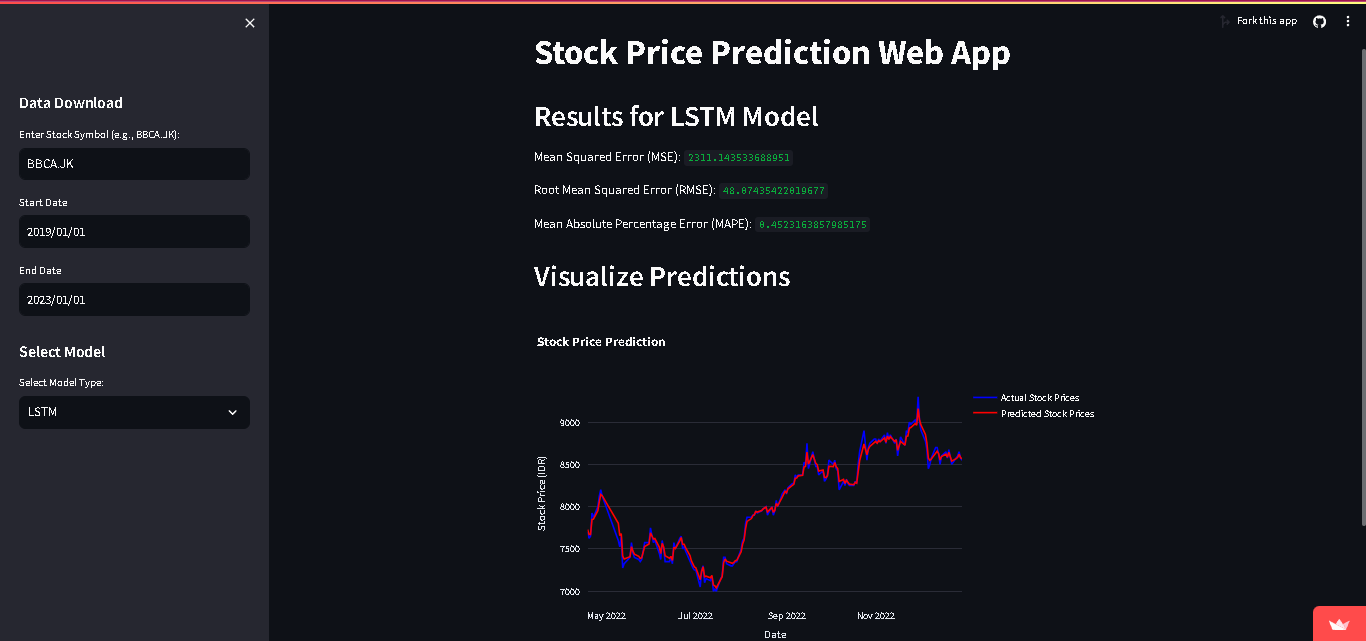 Fork this app
Data Download
Enter Stock Symbol (e.g., BBCA.JK):
BBCA.JK
Start Date
2019/01/01
End Date
2023/01/01
Select Model
Select Model Type:
LSTM
Stock Price Prediction Web App
Results for LSTM Model
Mean Squared Error (MSE): 2311.143533688951
Root Mean Squared Error (RMSE): 48.07435422019677
Mean Absolute Percentage Error (MAPE): 0.4523163857985175
Visualize Predictions
Stock Price Prediction
Actual Stock Prices
Predicted Stock Prices
Stock Price (IDR)
9000
8500
8000
7500
7000
May 2022 Jul 2022 Sep 2022 Nov 2022
Date